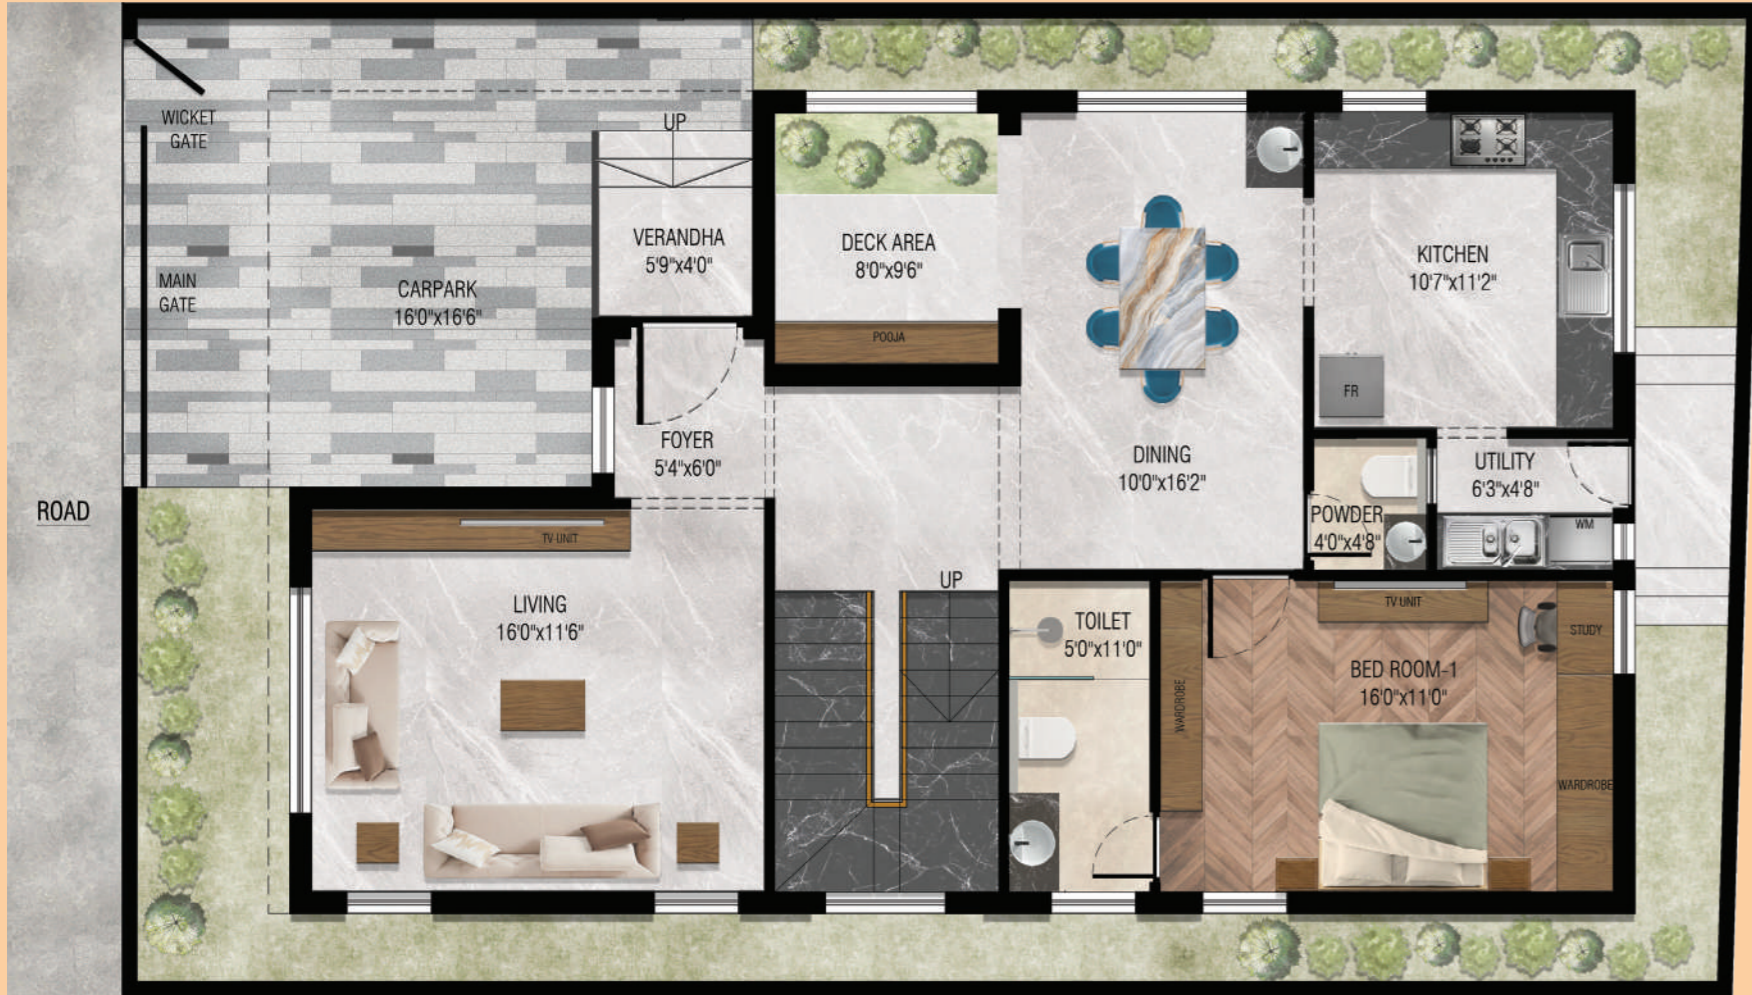 WICKET
GATE
UP
VERANDHA
5'9"x4'0"
DECK AREA
8'0"x9'6"
KITCHEN
10'7"x11'2"
MAIN
GATE
CARPARK
16'0"x16'6"
POOJA
FR
FOYER
5'4"x6'0"
DINING
10'0"x16'2"
UTILITY
6'3"x4'8"
ROAD
TV UNIT
POWDER
4'0"x4'8"
WM
LIVING
16'0"x11'6"
UP
TOILET
5'0"x11'0"
TV UNIT
STUDY
BED ROOM-1
16'0"x11'0"
WARDROBE
WARDROBE